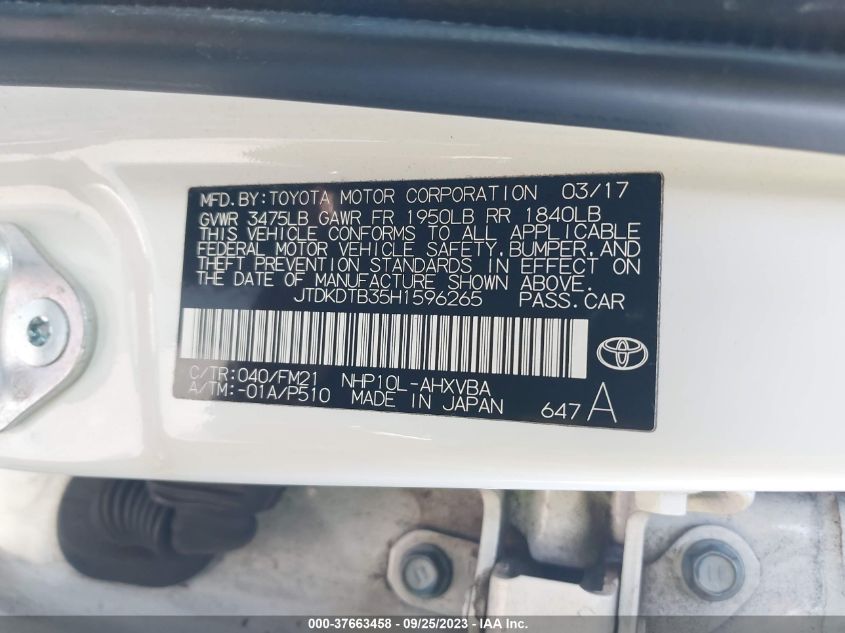 MFD.BY:TOYOTA MOTOR CORPORATION 03/17
GVWR 3475LB GAWR FR 1950LB RR 1840LB
THIS VEHICLE CONFORMS TO ALL APPLICABLE
FEDERAL MOTOR VEHICLE SAFETY,BUMPER,AND
THEFT PREVENTION STANDARDS IN EFFECT ON
THE DATE OF MANUFACTURE SHOWN ABOVE.
JTDKDTB35H1596265 PASS.CAR
C/TR:040/FM21 NHP10L-AHXVBA
A/TM:-01A/P510 MADE IN JAPAN 647A
000-37663458 - 09/25/2023 - IAA Inc.